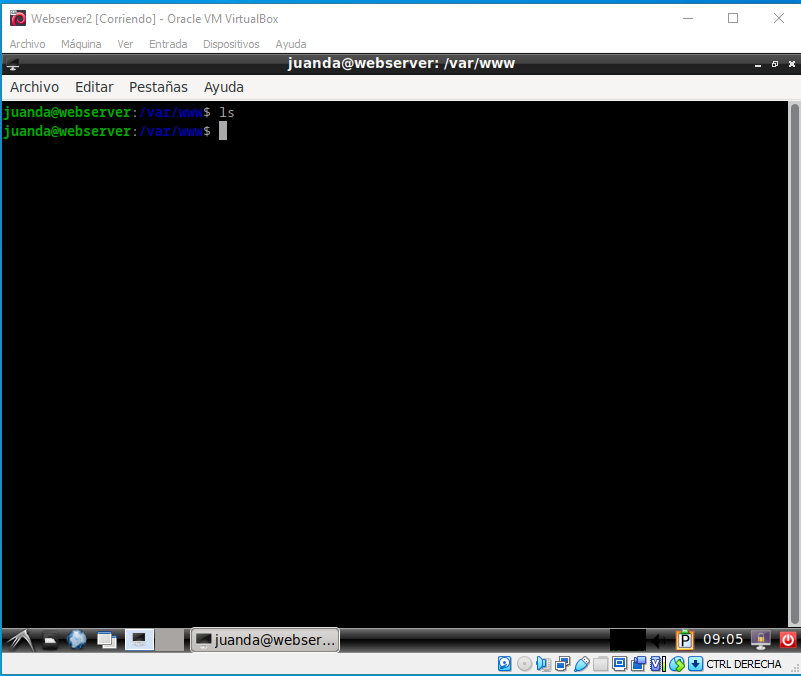 Webserver2 [Corriendo] - Oracle VM VirtualBox
Archivo Máquina Ver Entrada Dispositivos Ayuda
juanda@webserver: /var/www
Archivo Editar Pestañas Ayuda
juanda@webserver:/var/www$ ls
juanda@webserver:/var/www$
juanda@webser...
P
09:05
CTRL DERECHA